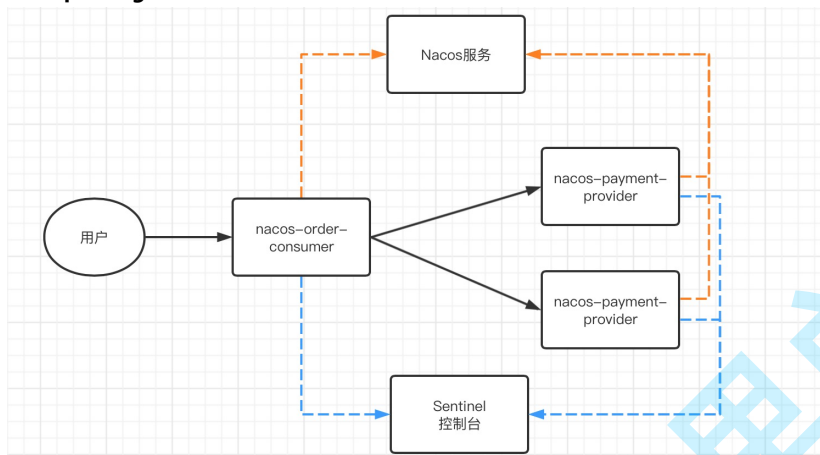 Nacos服务
nacos-payment-
provider
用户
nacos-order-
consumer
nacos-payment-
provider
Sentinel
控制台